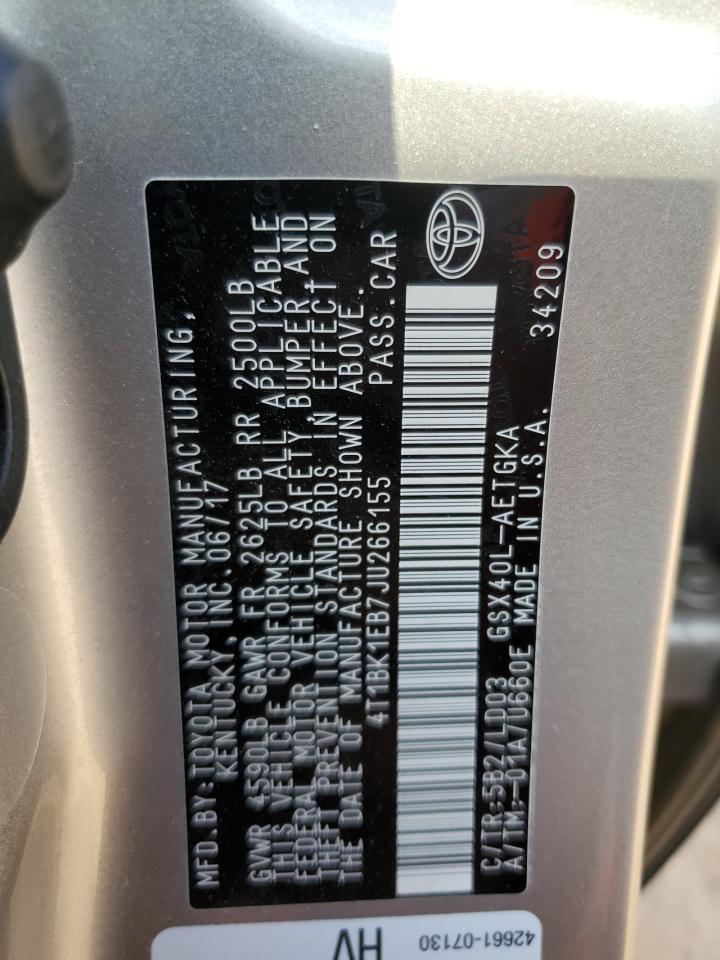 MFD.BY:TOYOTA MOTOR MANUFACTURING,
KENTUCKY, INC. 06/17
GVWR 4590LB GAWR FR 2625LB RR 2500LB
THIS VEHICLE CONFORMS TO ALL APPLICABLE
FEDERAL MOTOR VEHICLE SAFETY, BUMPER, AND
THEFT PREVENTION STANDARDS IN EFFECT ON
THE DATE OF MANUFACTURE SHOWN ABOVE.
4T1BK1EB7JU266155 PASS.CAR
C/TR:5B2/LD03 GSX40L-AETGKA 34209
A/TM:-01A/U660E MADE IN U.S.A.
HV
42661-07130